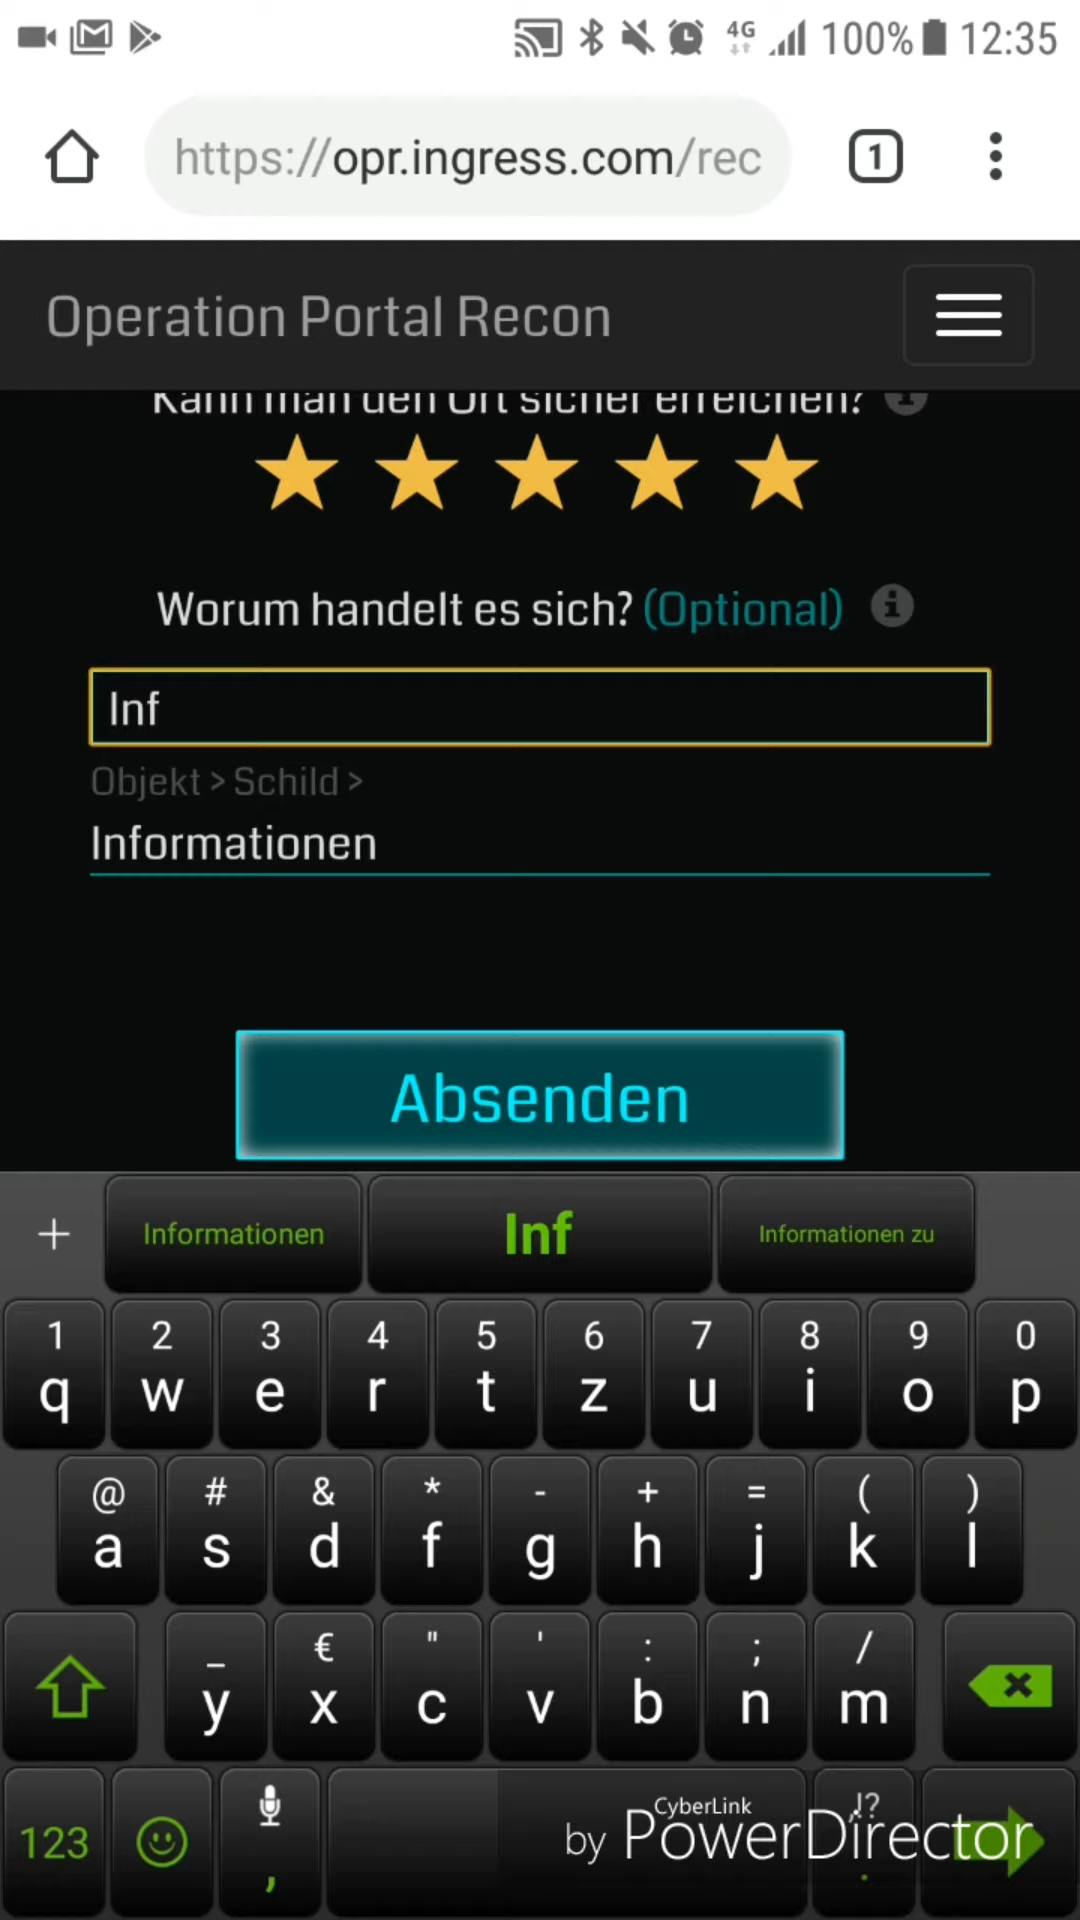 4G 100% 12:35
https://opr.ingress.com/rec 1
Operation Portal Recon
Kann man den Ort sicher erreichen?
Worum handelt es sich? (Optional)
Inf
Objekt > Schild >
Informationen
Absenden
+ Informationen Inf Informationen zu
1 2 3 4 5 6 7 8 9 0
q w e r t z u i o p
@ # & * - + = ( )
a s d f g h j k l
_ € " ' : ; /
y x c v b n m
123 , ,!? .
CyberLink
by PowerDirector